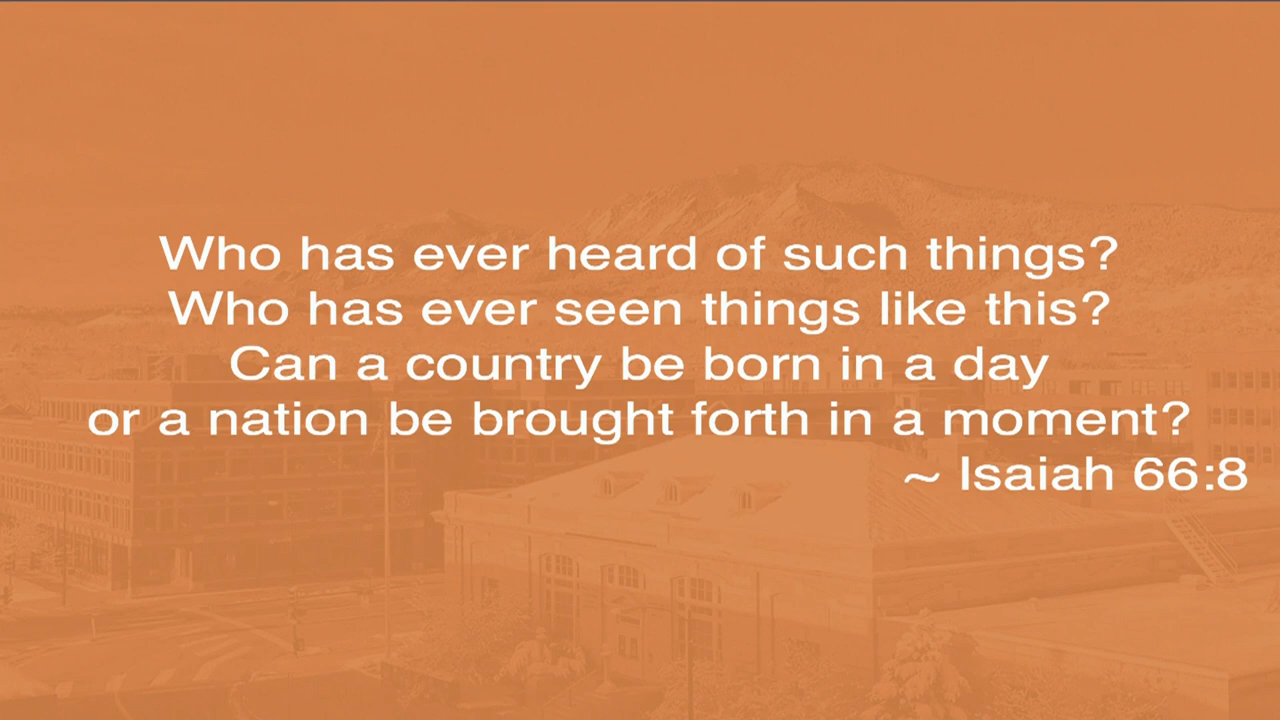 Who has ever heard of such things?
Who has ever seen things like this?
Can a country be born in a day
or a nation be brought forth in a moment?
~ Isaiah 66:8